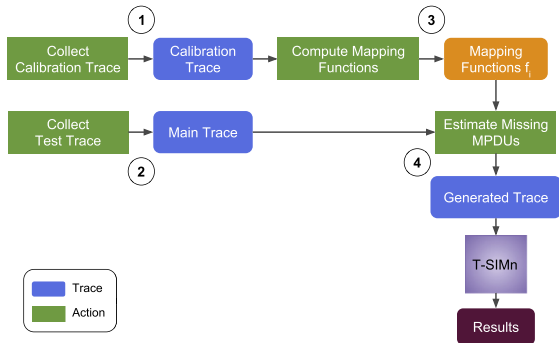 1
3
Collect
Calibration Trace
Calibration
Trace
Compute Mapping
Functions
Mapping
Functions fi
Collect
Test Trace
Main Trace
Estimate Missing
MPDUs
2
4
Generated Trace
T-SIMn
Results
Trace
Action